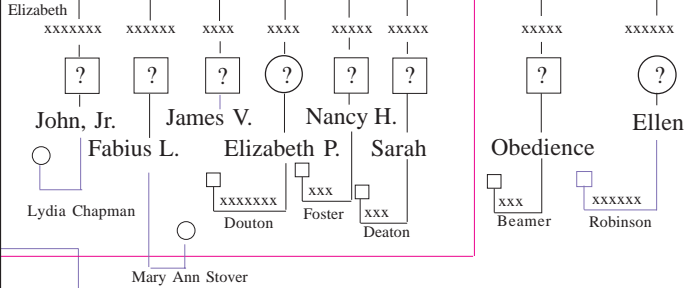 Elizabeth
xxxxxxx xxxxxx xxxx xxxx xxxxx xxxxx xxxxx xxxxxx
? ? ? ? ? ? ? ?
John, Jr. James V. Nancy H. Ellen
Fabius L. Elizabeth P. Sarah Obedience
xxxxxxx xxx xxx xxx xxxxxx
Lydia Chapman Douton Foster Deaton Beamer Robinson
Mary Ann Stover